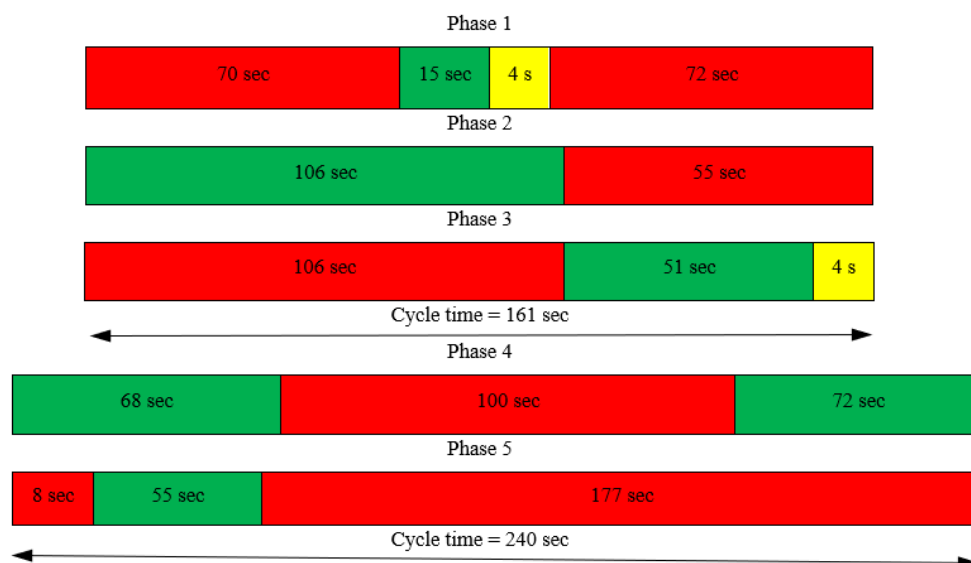 Phase 1
70 sec 15 sec 4 s 72 sec
Phase 2
106 sec 55 sec
Phase 3
106 sec 51 sec 4 s
Cycle time = 161 sec
Phase 4
68 sec 100 sec 72 sec
Phase 5
8 sec 55 sec 177 sec
Cycle time = 240 sec